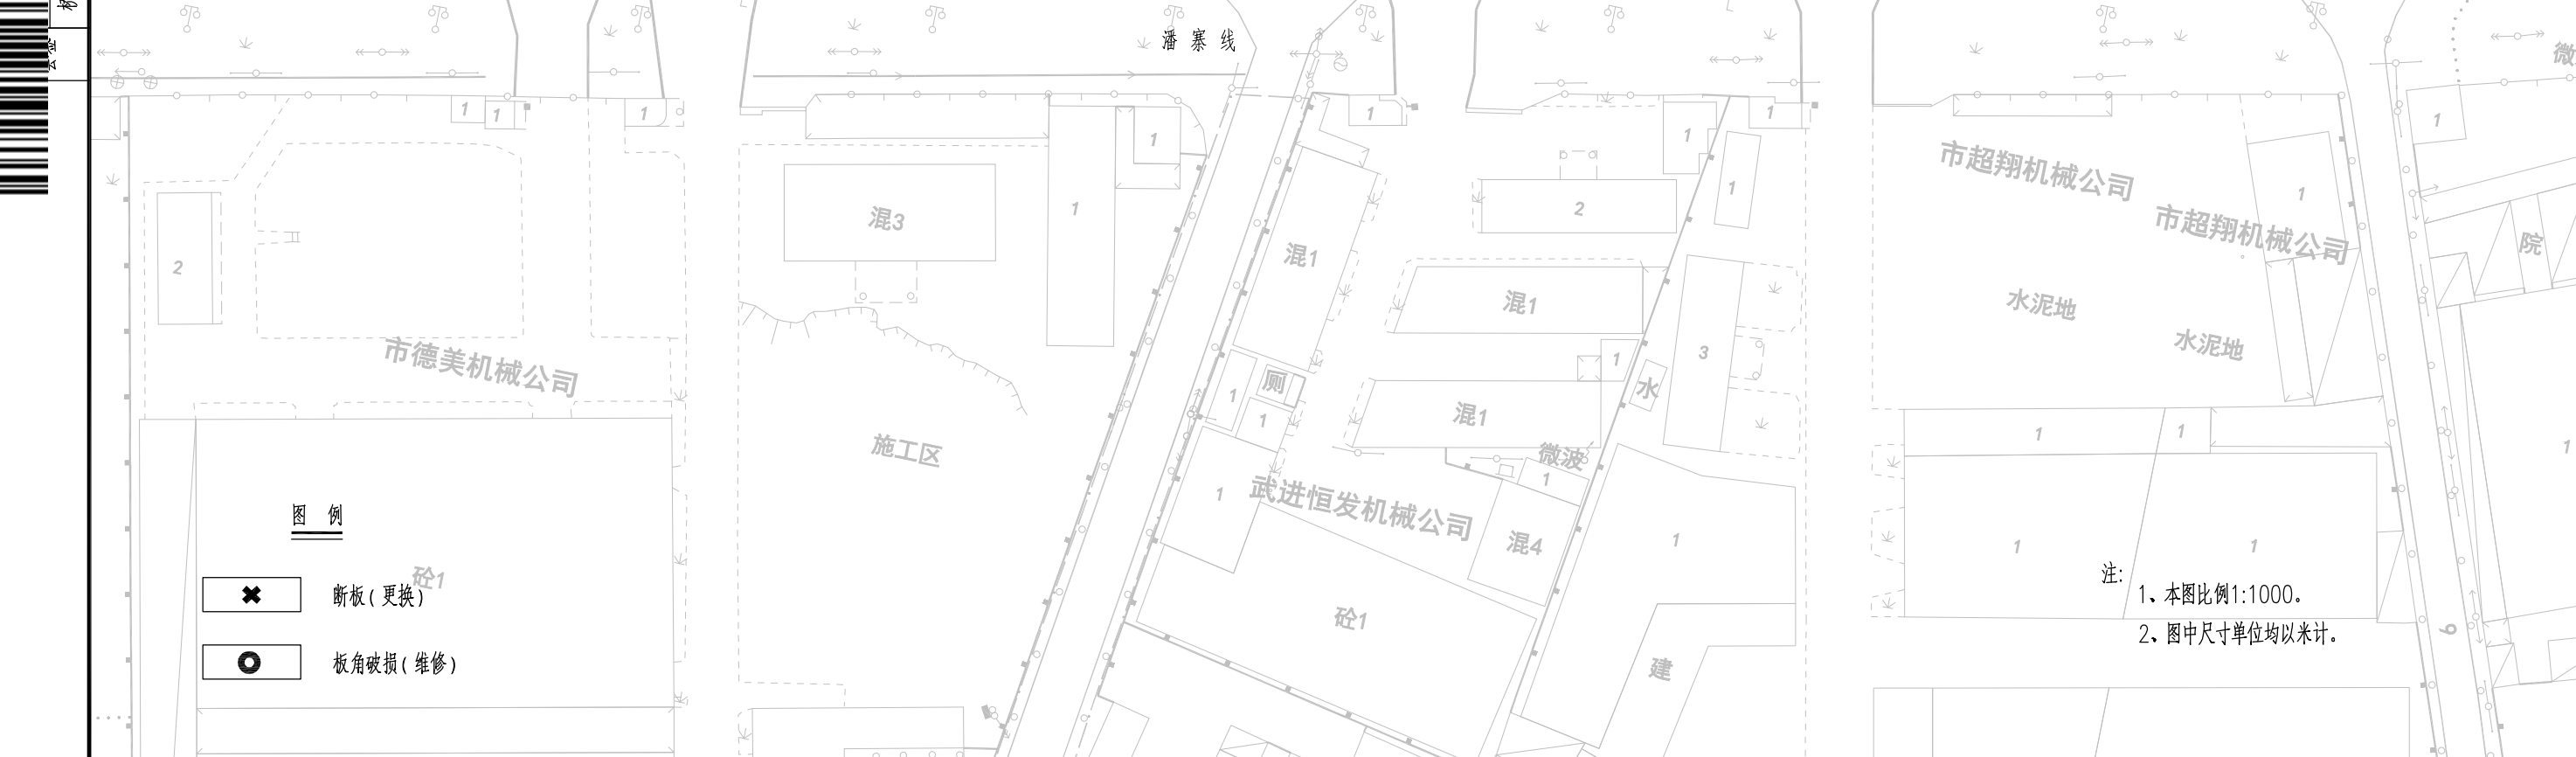 潘寨线
1
1
1
1
1
1
1
1
市超翔机械公司
1
1
混3
1
2
1
市超翔机械公司
院
2
混1
混1
水泥地
水泥地
市德美机械公司
3
1
厕
水
1
1
混1
施工区
微波
1
1
1
1
1
武进恒发机械公司
图 例
混4
1
1
1
砼1
断板(更换)
砼1
注:
1、本图比例1:1000。
2、图中尺寸单位均以米计。
板角破损(维修)
建
9